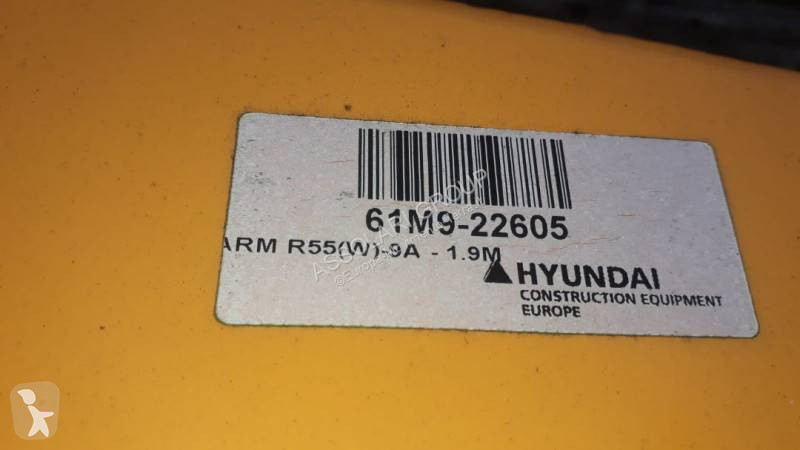 61M9-22605
ARM R55(W)-9A - 1.9M
HYUNDAI
CONSTRUCTION EQUIPMENT
EUROPE